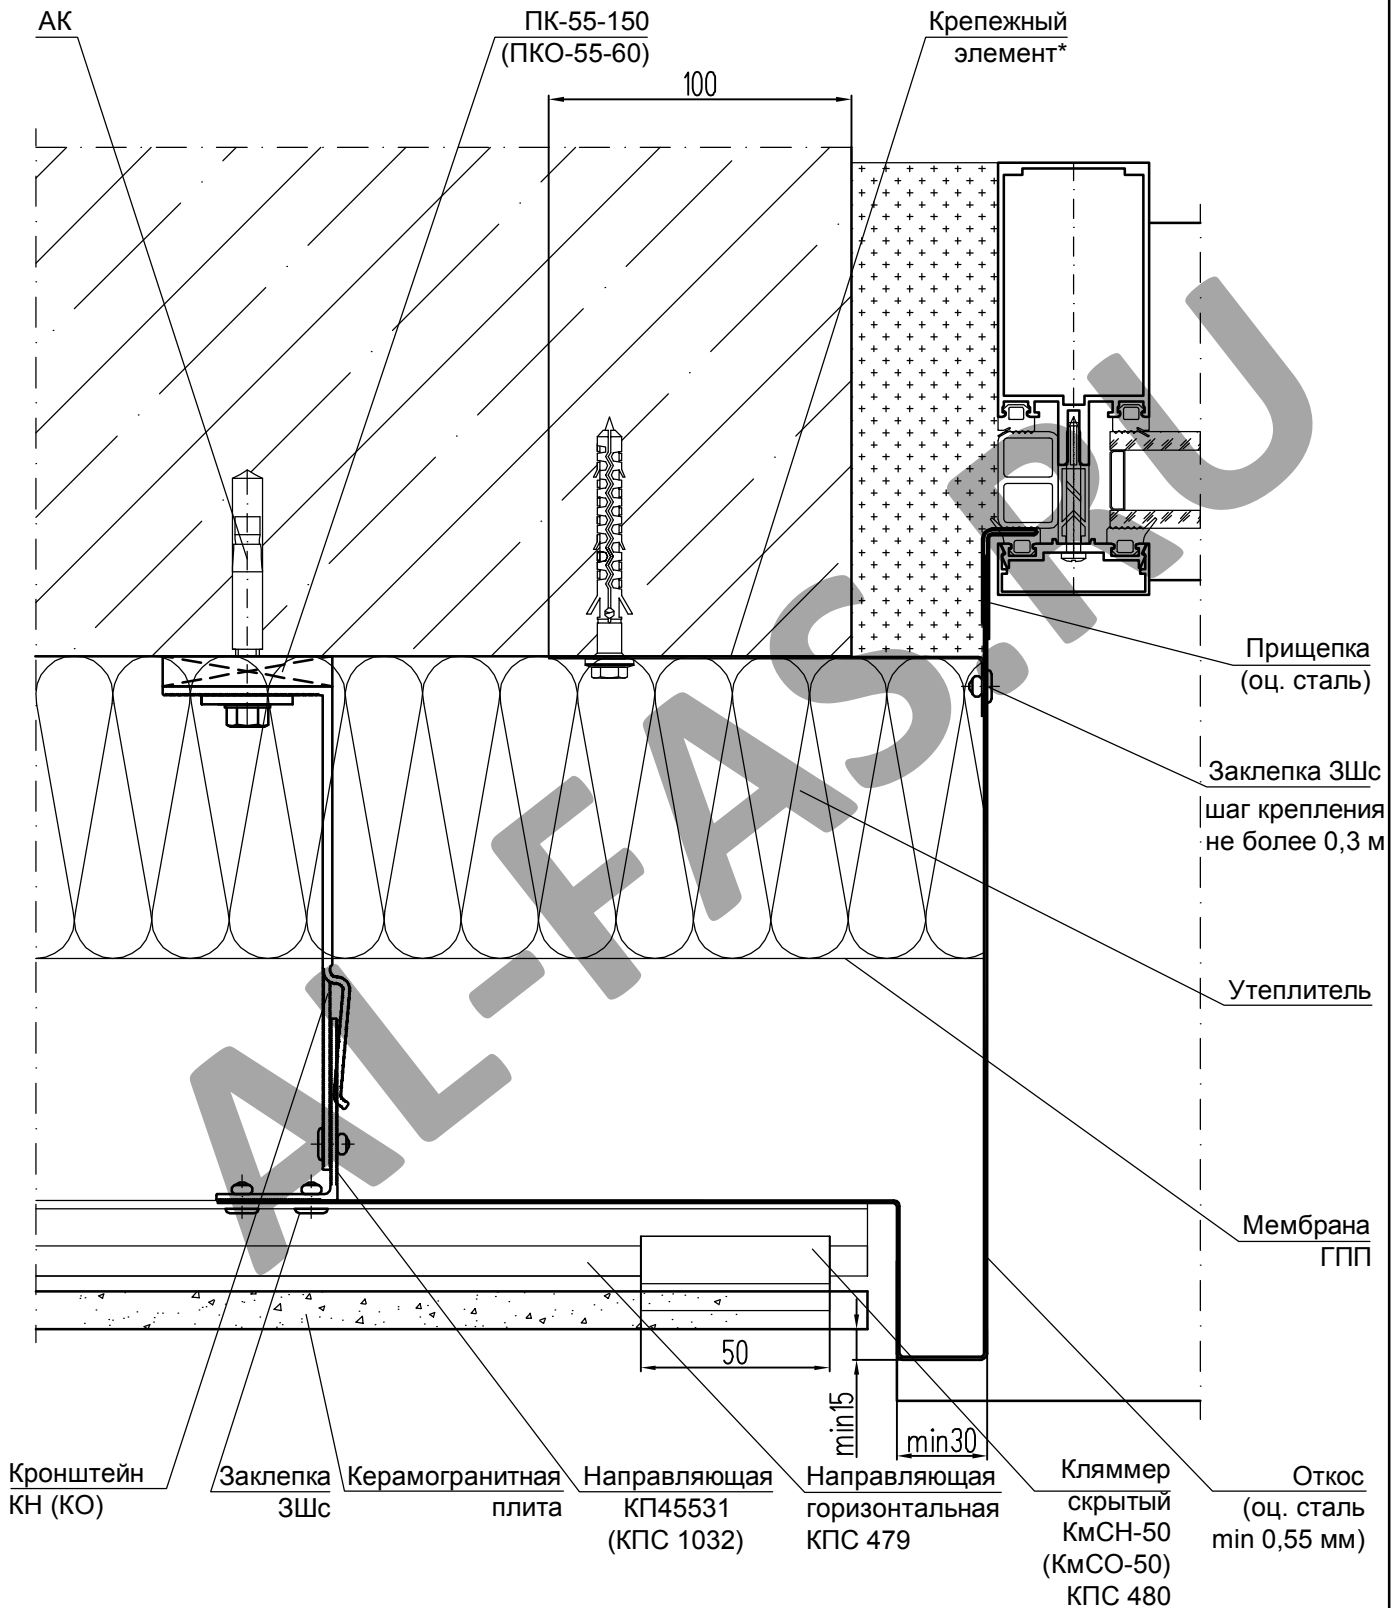 АК
ПК-55-150
(ПКО-55-60)
Крепежный
элемент*
100
Прищепка
(оц. сталь)
Заклепка ЗШс
шаг крепления
не более 0,3 м
Утеплитель
Мембрана
ГПП
50
min15
min30
Кронштейн
КН (КО)
Заклепка
ЗШс
Керамогранитная
плита
Направляющая
КП45531
(КПС 1032)
Направляющая
горизонтальная
КПС 479
Кляммер
скрытый
КмСН-50
(КмСО-50)
КПС 480
Откос
(оц. сталь
min 0,55 мм)
AL-FAS.RU